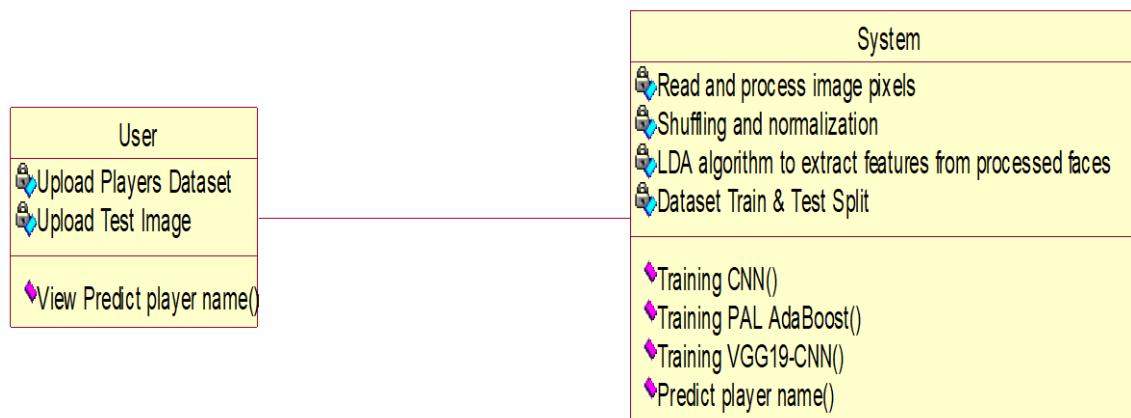 User
Upload Players Dataset
Upload Test Image
View Predict player name()
System
Read and process image pixels
Shuffling and normalization
LDA algorithm to extract features from processed faces
Dataset Train & Test Split
Training CNN()
Training PAL AdaBoost()
Training VGG19-CNN()
Predict player name()